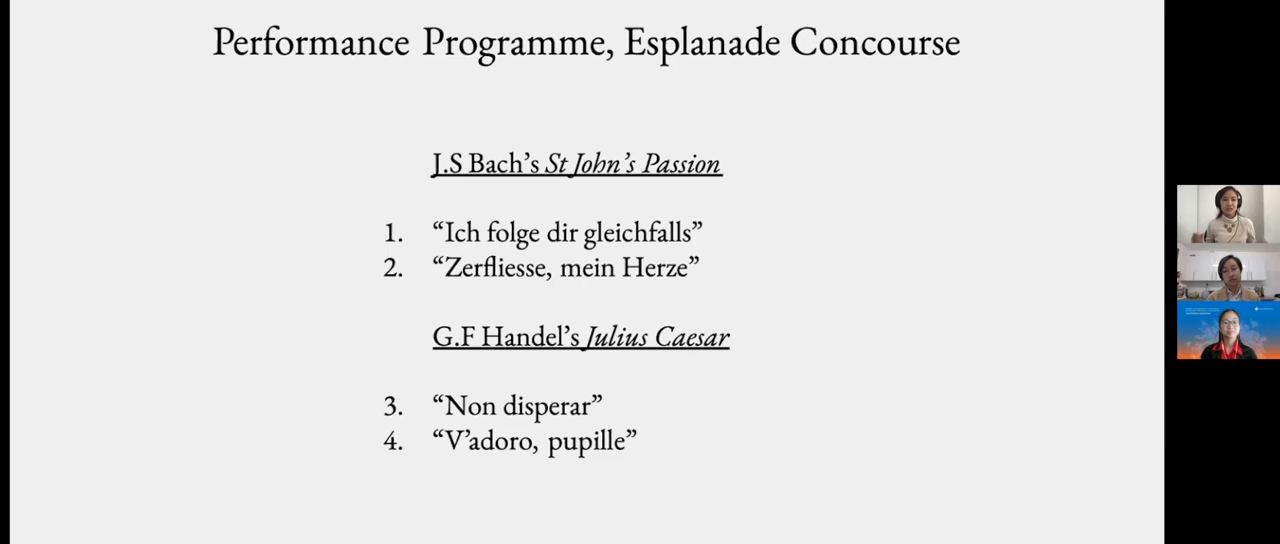 Performance Programme, Esplanade Concourse
J.S Bach's St John's Passion
1. "Ich folge dir gleichfalls"
2. "Zerfliesse, mein Herze"
G.F Handel's Julius Caesar
3. "Non disperar"
4. "V'adoro, pupille"